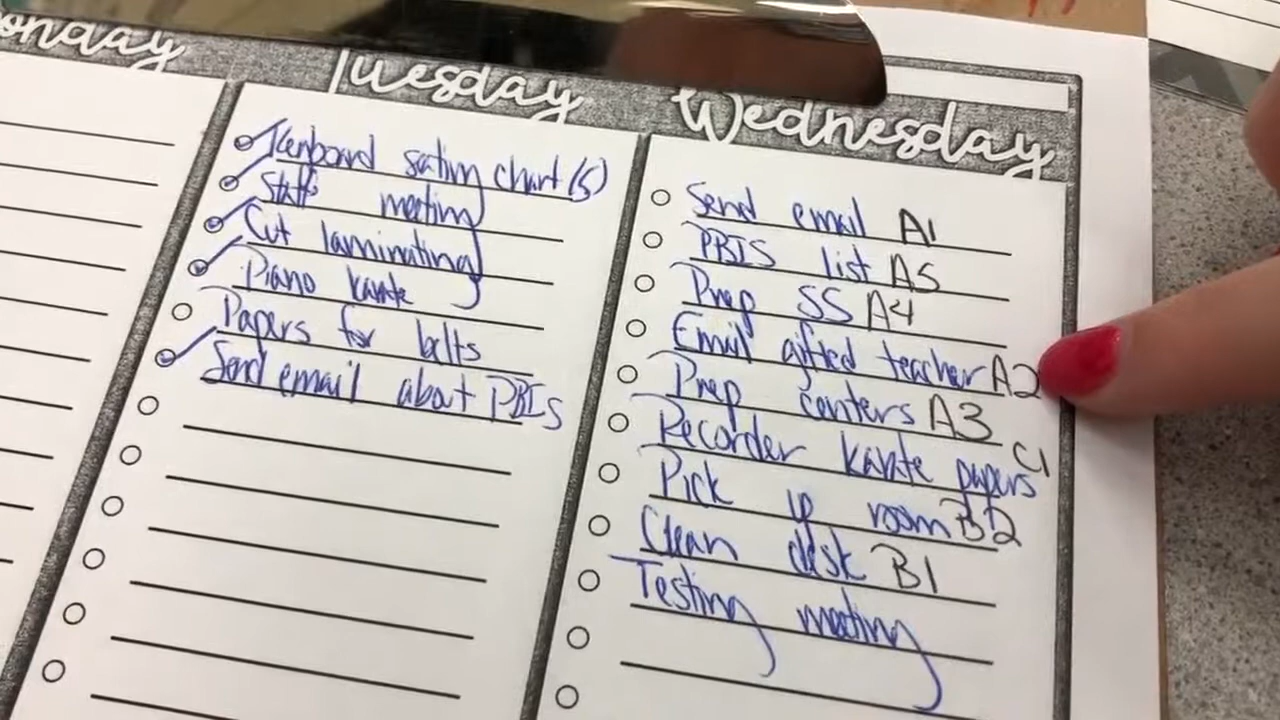 onday
Tuesday
Keyboard seating chart(s)
Staff meeting
Cut laminating
Piano karate
Papers for belts
Send email about PBIS
Wednesday
Send email A1
PBIS list A5
Prep SS A4
Email gifted teacher A2
Prep centers A3
Recorder karate papers C1
Pick up room B2
Clean desk B1
Testing meeting